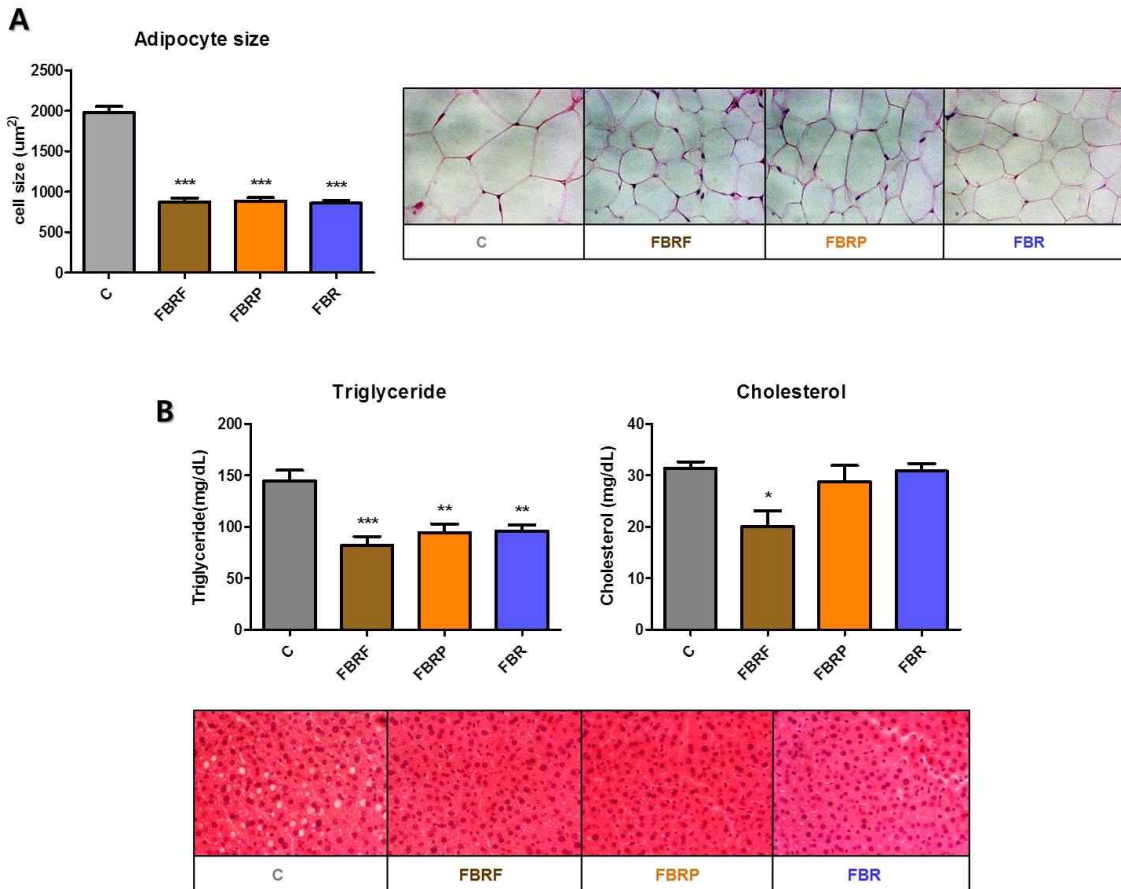 A
Adipocyte size
cell size (um²)
2500
2000
1500
1000
500
0
***
***
***
C
FBRF
FBRP
FBR
C
FBRF
FBRP
FBR
B
Triglyceride
Triglyceride(mg/dL)
200
150
100
50
0
***
**
**
C
FBRF
FBRP
FBR
Cholesterol
Cholesterol (mg/dL)
40
30
20
10
0
*
C
FBRF
FBRP
FBR
C
FBRF
FBRP
FBR